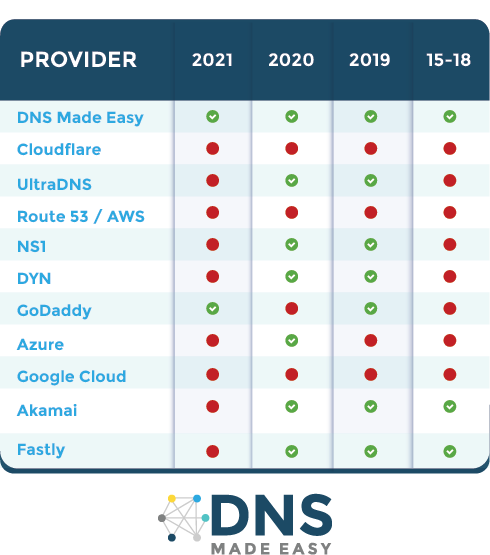 PROVIDER 2021 2020 2019 15-18
DNS Made Easy
Cloudflare
UltraDNS
Route 53 / AWS
NS1
DYN
GoDaddy
Azure
Google Cloud
Akamai
Fastly
DNS
MADE EASY